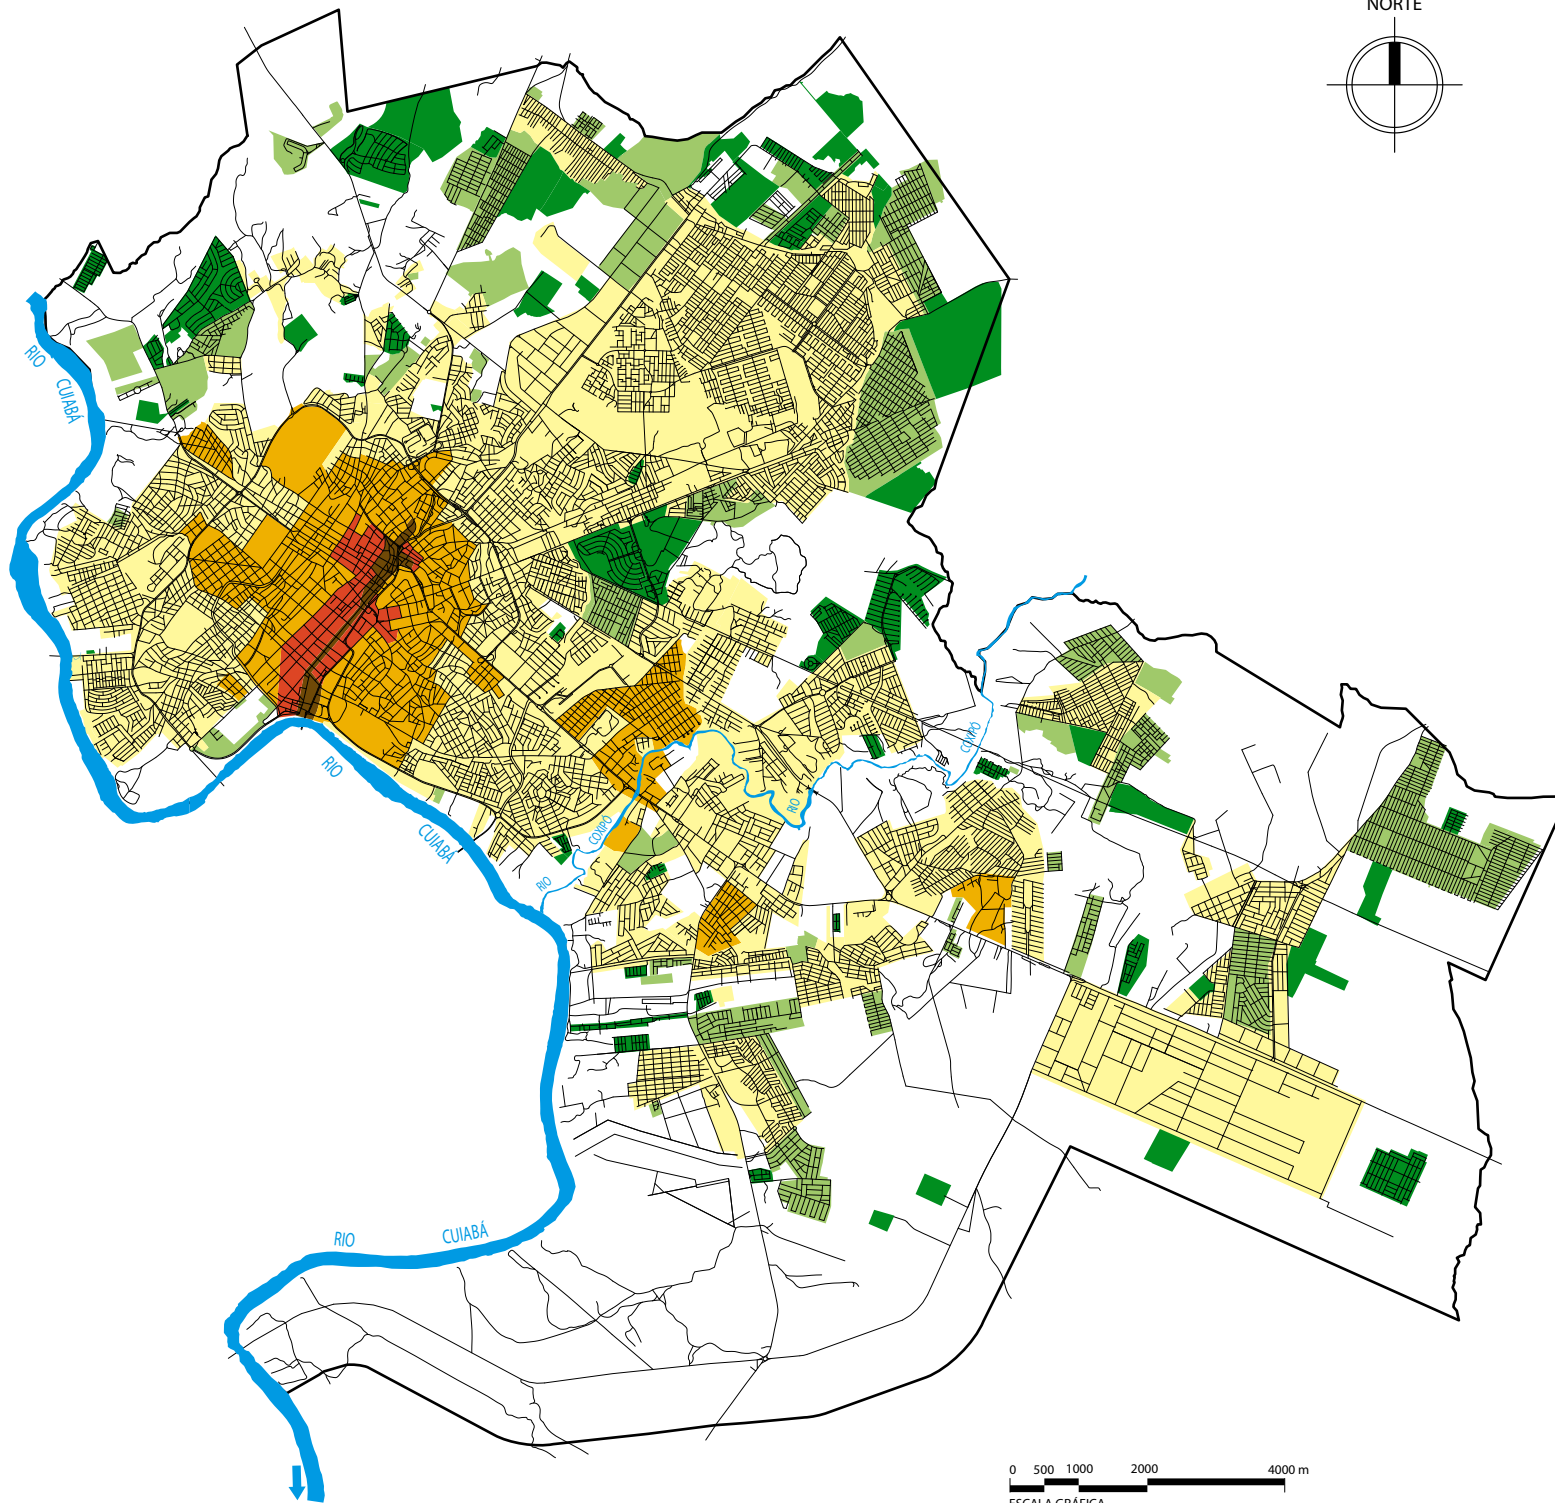 NORTE
RIO
CUIABÁ
RIO
CUIABÁ
COXIPÓ
RIO
COXIPÓ
RIO
RIO
CUIABÁ
0 500 1000 2000 4000 m
ESCALA GRÁFICA